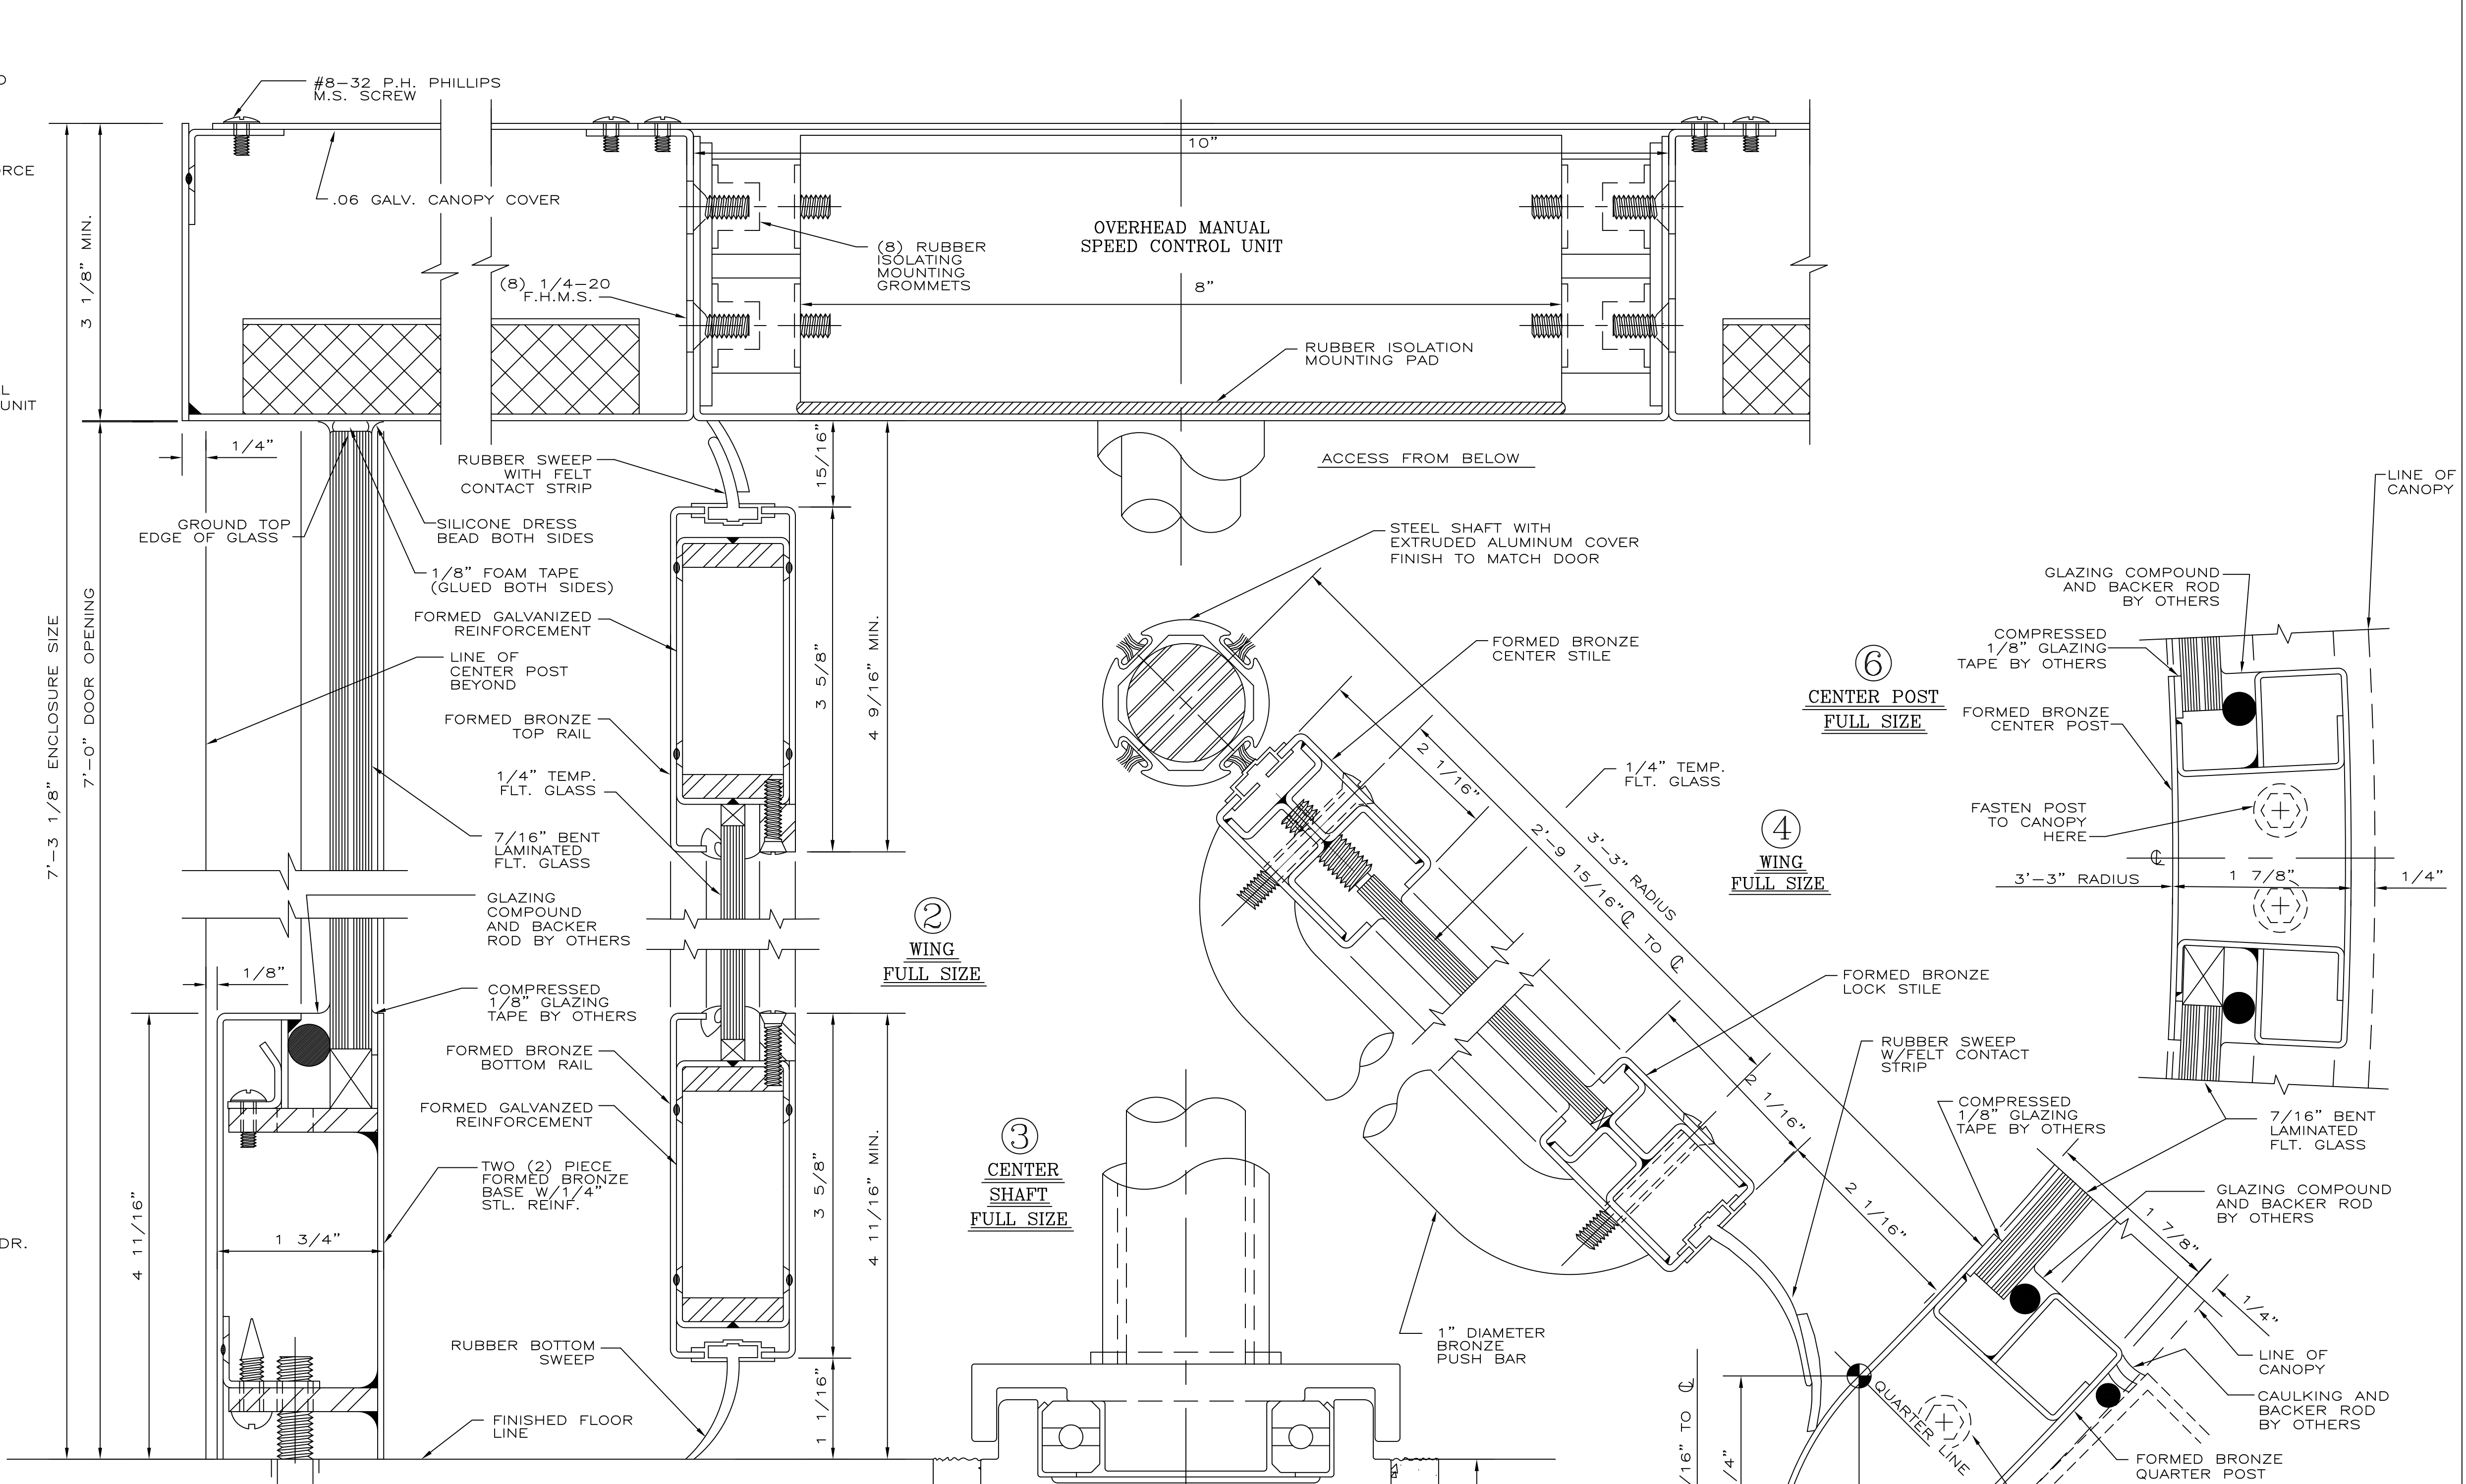 #8-32 P.H. PHILLIPS
M.S. SCREW
ORCE
UNIT
DR.
3 1/8" MIN.
.06 GALV. CANOPY COVER
10"
OVERHEAD MANUAL
SPEED CONTROL UNIT
8"
(8) RUBBER
ISOLATING
MOUNTING
GROMMETS
(8) 1/4-20
F.H.M.S.
RUBBER ISOLATION
MOUNTING PAD
ACCESS FROM BELOW
1/4"
7'-3 1/8" ENCLOSURE SIZE
7'-0" DOOR OPENING
RUBBER SWEEP
WITH FELT
CONTACT STRIP
15/16"
GROUND TOP
EDGE OF GLASS
SILICONE DRESS
BEAD BOTH SIDES
1/8" FOAM TAPE
(GLUED BOTH SIDES)
FORMED GALVANIZED
REINFORCEMENT
LINE OF
CENTER POST
BEYOND
FORMED BRONZE
TOP RAIL
1/4" TEMP.
FLT. GLASS
7/16" BENT
LAMINATED
FLT. GLASS
3 5/8"
4 9/16" MIN.
GLAZING
COMPOUND
AND BACKER
ROD BY OTHERS
1/8"
COMPRESSED
1/8" GLAZING
TAPE BY OTHERS
FORMED BRONZE
BOTTOM RAIL
FORMED GALVANZED
REINFORCEMENT
TWO (2) PIECE
FORMED BRONZE
BASE W/1/4"
STL. REINF.
4 11/16"
1 3/4"
3 5/8"
4 11/16" MIN.
RUBBER BOTTOM
SWEEP
1 1/16"
FINISHED FLOOR
LINE
2
WING
FULL SIZE
3
CENTER
SHAFT
FULL SIZE
STEEL SHAFT WITH
EXTRUDED ALUMINUM COVER
FINISH TO MATCH DOOR
FORMED BRONZE
CENTER STILE
1/4" TEMP.
FLT. GLASS
2 1/16"
2'-9 15/16" ℄ TO ℄
3'-3" RADIUS
4
WING
FULL SIZE
FORMED BRONZE
LOCK STILE
RUBBER SWEEP
W/FELT CONTACT
STRIP
2 1/16"
2 1/16"
1" DIAMETER
BRONZE
PUSH BAR
6
CENTER POST
FULL SIZE
LINE OF
CANOPY
GLAZING COMPOUND
AND BACKER ROD
BY OTHERS
COMPRESSED
1/8" GLAZING
TAPE BY OTHERS
FORMED BRONZE
CENTER POST
FASTEN POST
TO CANOPY
HERE
℄
3'-3" RADIUS
1 7/8"
1/4"
COMPRESSED
1/8" GLAZING
TAPE BY OTHERS
7/16" BENT
LAMINATED
FLT. GLASS
GLAZING COMPOUND
AND BACKER ROD
BY OTHERS
1 7/8"
1/4"
LINE OF
CANOPY
CAULKING AND
BACKER ROD
BY OTHERS
FORMED BRONZE
QUARTER POST
QUARTER LINE
/16" TO ℄
/4"